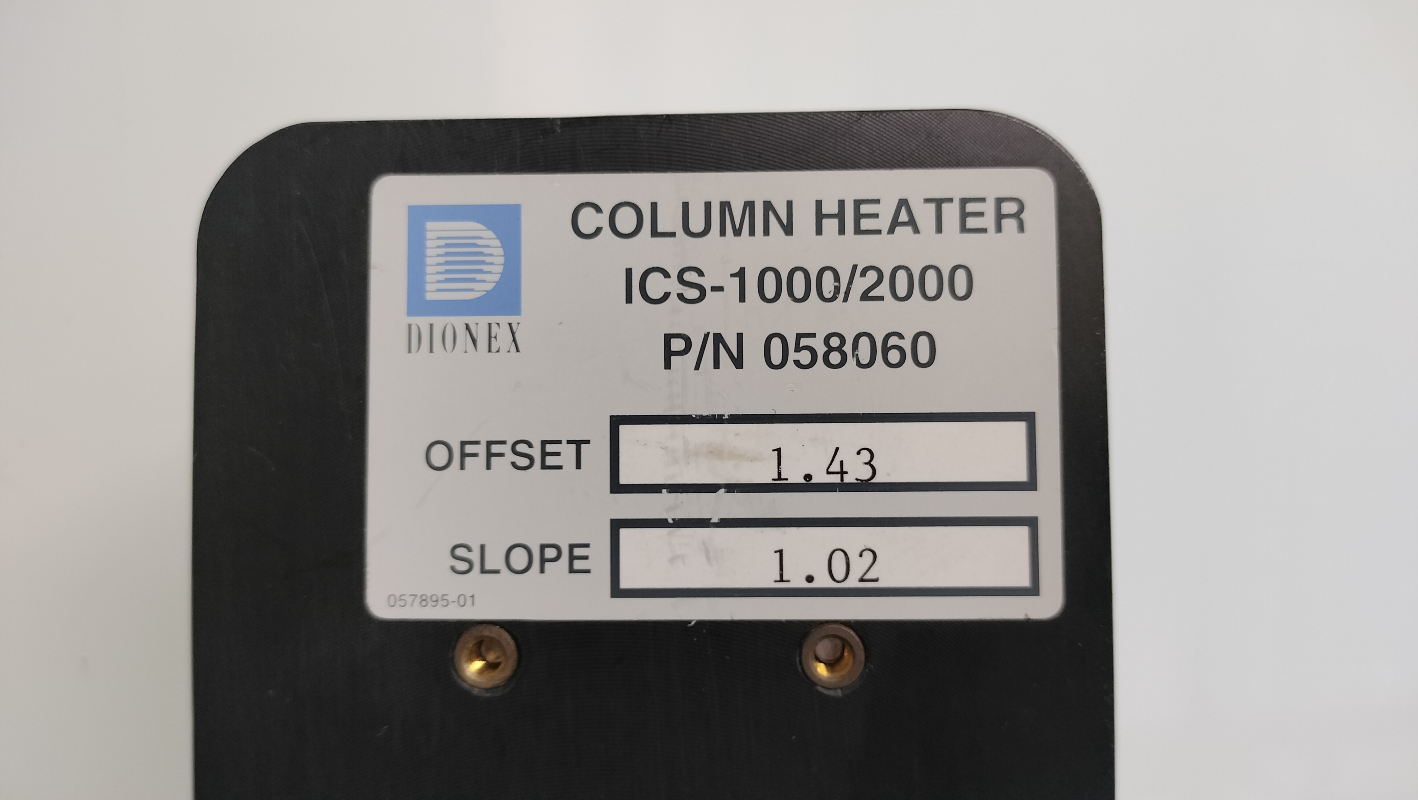 COLUMN HEATER
ICS-1000/2000
P/N 058060
DIONEX
OFFSET 1.43
SLOPE 1.02
057895-01